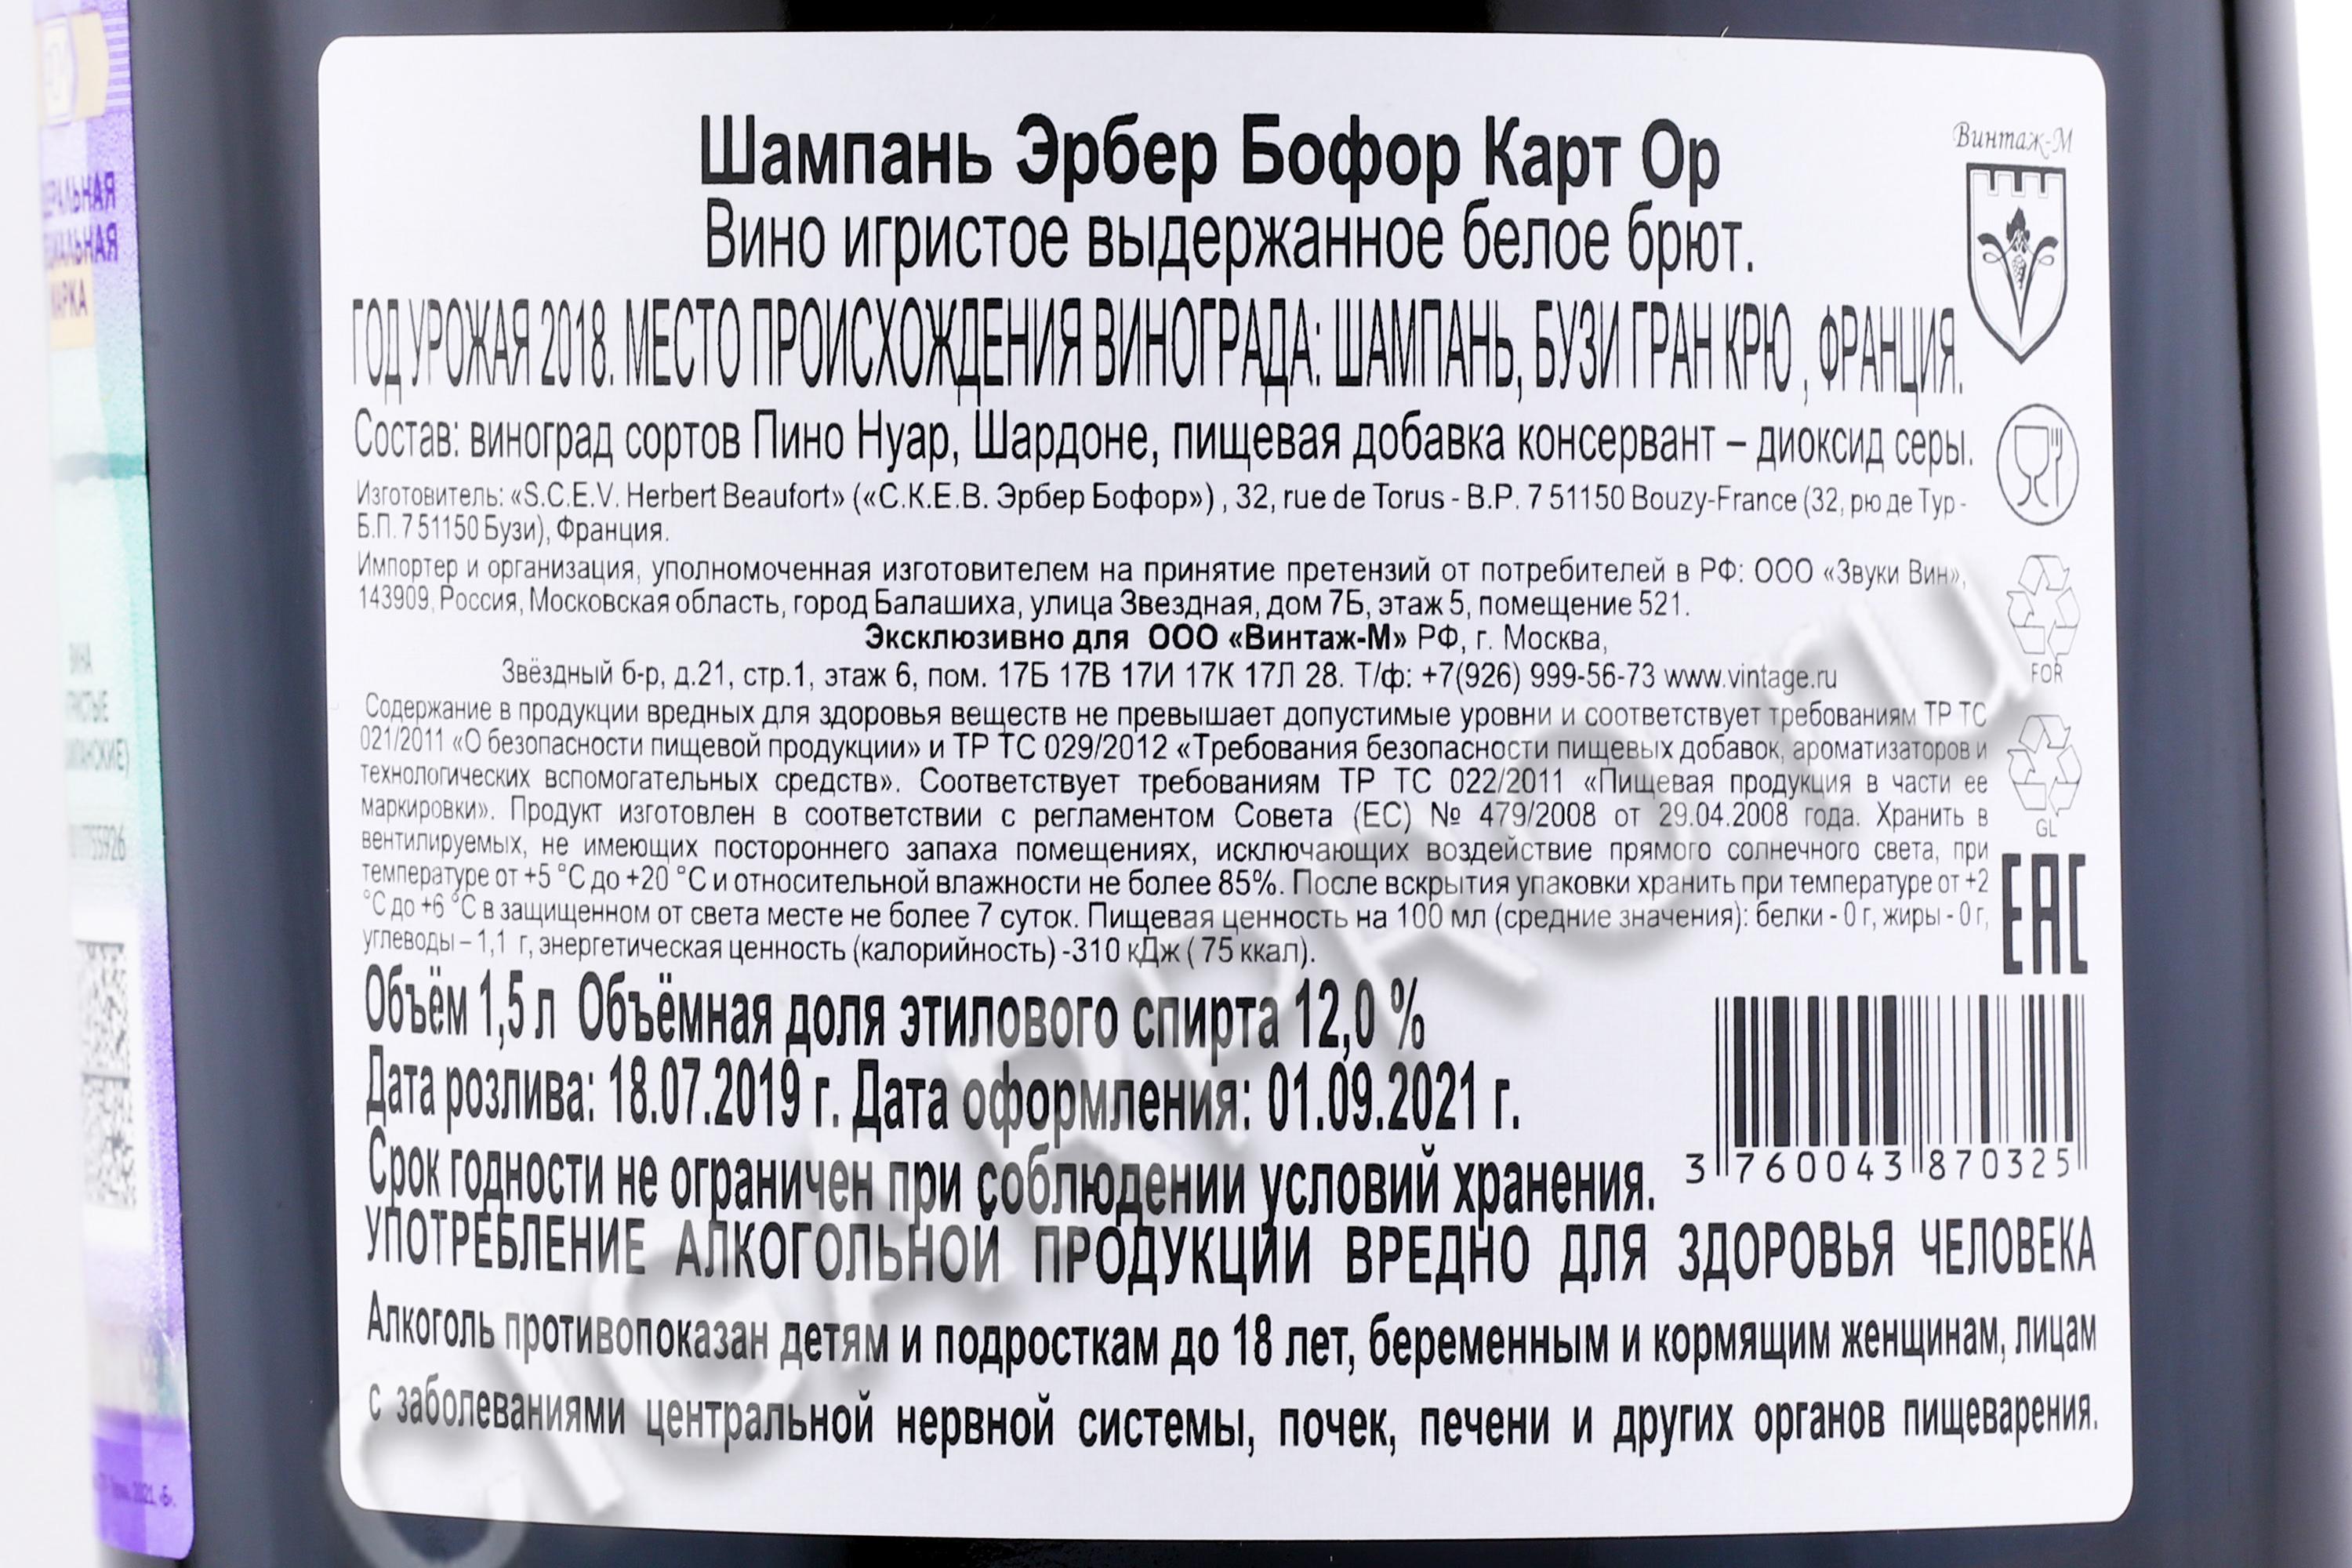 Шампань Эрбер Бофор Карт Ор
Винтаж-М
Вино игристое выдержанное белое брют.
ГОД УРОЖАЯ 2018. МЕСТО ПРОИСХОЖДЕНИЯ ВИНОГРАДА: ШАМПАНЬ, БУЗИ ГРАН КРЮ , ФРАНЦИЯ.
Состав: виноград сортов Пино Нуар, Шардоне, пищевая добавка консервант – диоксид серы.
Изготовитель: «S.C.E.V. Herbert Beaufort» («С.К.Е.В. Эрбер Бофор») , 32, rue de Torus - B.P. 7 51150 Bouzy-France (32, рю де Тур -
Б.П. 7 51150 Бузи), Франция.
Импортер и организация, уполномоченная изготовителем на принятие претензий от потребителей в РФ: ООО «Звуки Вин»,
143909, Россия, Московская область, город Балашиха, улица Звездная, дом 7Б, этаж 5, помещение 521.
Эксклюзивно для ООО «Винтаж-М» РФ, г. Москва,
Звёздный б-р, д.21, стр.1, этаж 6, пом. 17Б 17В 17И 17К 17Л 28. Т/ф: +7(926) 999-56-73 www.vintage.ru
FOR
Содержание в продукции вредных для здоровья веществ не превышает допустимые уровни и соответствует требованиям ТР ТС
021/2011 «О безопасности пищевой продукции» и ТР ТС 029/2012 «Требования безопасности пищевых добавок, ароматизаторов и
технологических вспомогательных средств». Соответствует требованиям ТР ТС 022/2011 «Пищевая продукция в части ее
маркировки». Продукт изготовлен в соответствии с регламентом Совета (ЕС) № 479/2008 от 29.04.2008 года. Хранить в
GL
вентилируемых, не имеющих постороннего запаха помещениях, исключающих воздействие прямого солнечного света, при
температуре от +5 °С до +20 °С и относительной влажности не более 85%. После вскрытия упаковки хранить при температуре от +2
°С до +6 °С в защищенном от света месте не более 7 суток. Пищевая ценность на 100 мл (средние значения): белки - 0 г, жиры - 0 г,
углеводы – 1,1 г, энергетическая ценность (калорийность) -310 кДж ( 75 ккал).
ЕАС
Объём 1,5 л Объёмная доля этилового спирта 12,0 %
Дата розлива: 18.07.2019 г. Дата оформления: 01.09.2021 г.
Срок годности не ограничен при соблюдении условий хранения.
3 760043 870325
УПОТРЕБЛЕНИЕ АЛКОГОЛЬНОЙ ПРОДУКЦИИ ВРЕДНО ДЛЯ ЗДОРОВЬЯ ЧЕЛОВЕКА
Алкоголь противопоказан детям и подросткам до 18 лет, беременным и кормящим женщинам, лицам
с заболеваниями центральной нервной системы, почек, печени и других органов пищеварения.
CIGARPRO.ru